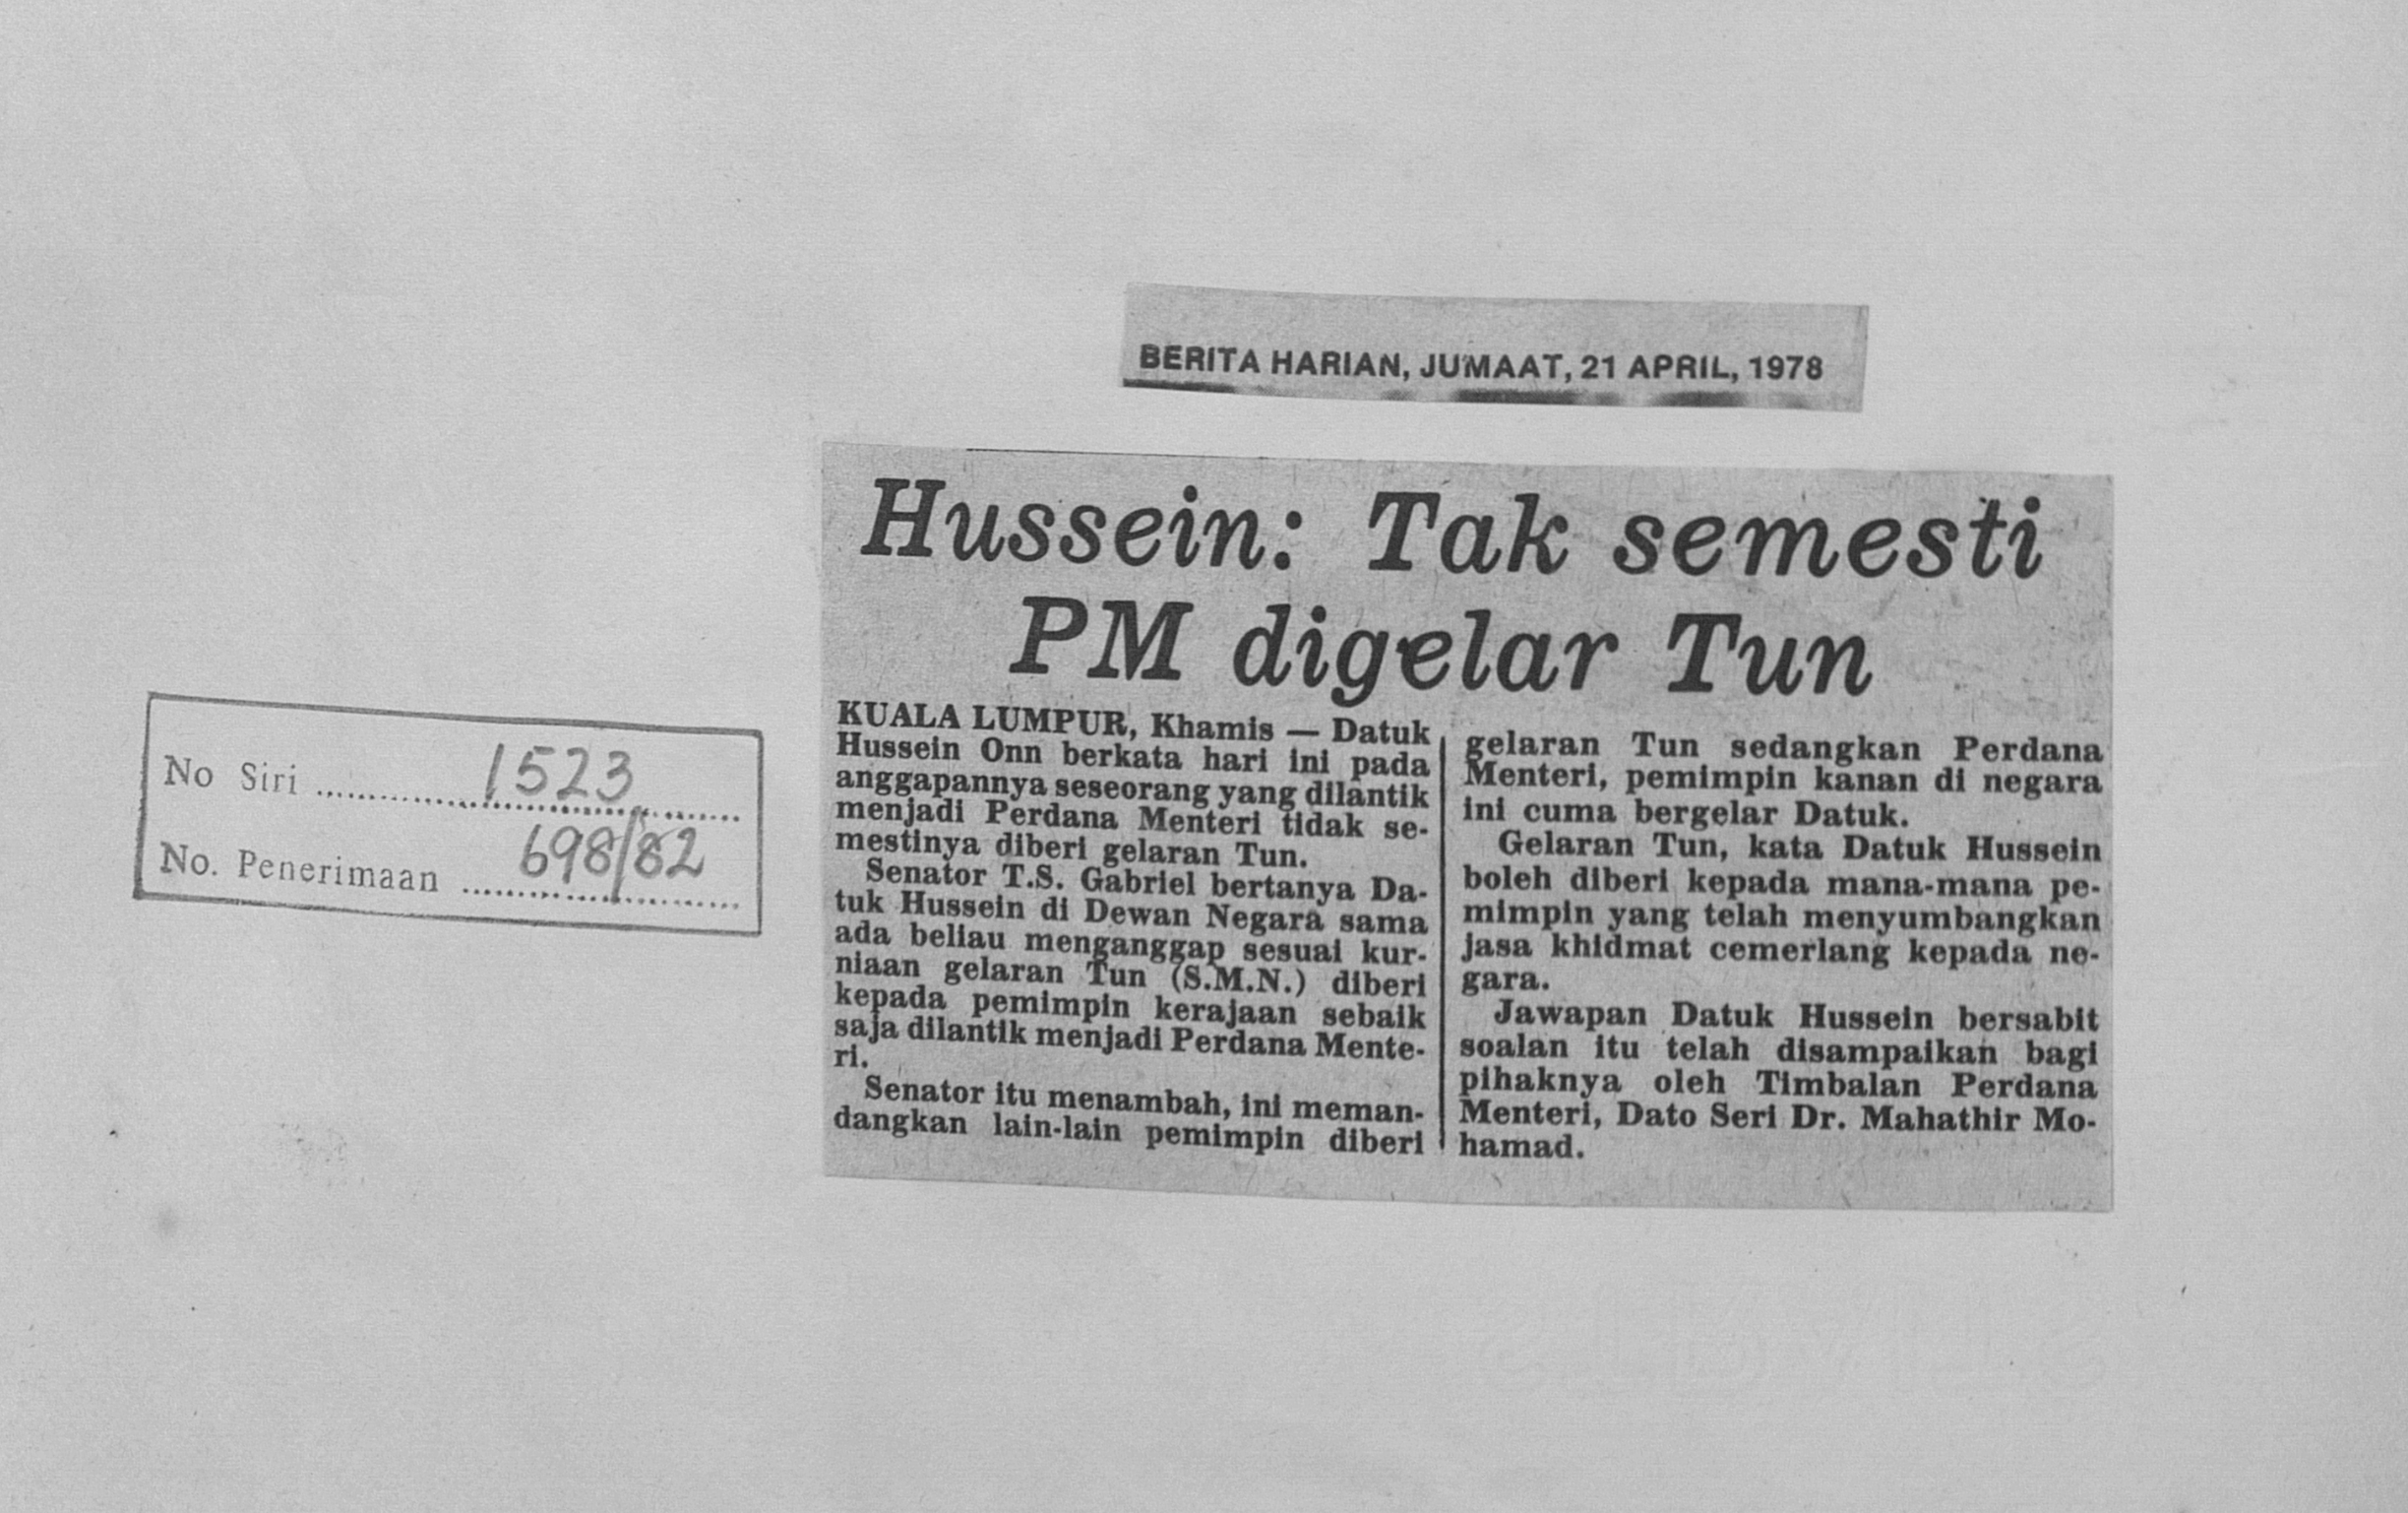 BERITA HARIAN, JUMAAT, 21 APRIL, 1978
Hussein: Tak semesti
PM digelar Tun
KUALA LUMPUR, Khamis — Datuk
Hussein Onn berkata hari ini pada
anggapannya seseorang yang dilantik
menjadi Perdana Menteri tidak se-
mestinya diberi gelaran Tun.
Senator T.S. Gabriel bertanya Da-
tuk Hussein di Dewan Negara sama
ada beliau menganggap sesuai kur-
niaan gelaran Tun (S.M.N.) diberi
kepada pemimpin kerajaan sebaik
saja dilantik menjadi Perdana Mente-
ri.
Senator itu menambah, ini meman-
dangkan lain-lain pemimpin diberi
gelaran Tun sedangkan Perdana
Menteri, pemimpin kanan di negara
ini cuma bergelar Datuk.
Gelaran Tun, kata Datuk Hussein
boleh diberi kepada mana-mana pe-
mimpin yang telah menyumbangkan
jasa khidmat cemerlang kepada ne-
gara.
Jawapan Datuk Hussein bersabit
soalan itu telah disampaikan bagi
pihaknya oleh Timbalan Perdana
Menteri, Dato Seri Dr. Mahathir Mo-
hamad.
No Siri 1523
No. Penerimaan 698/82